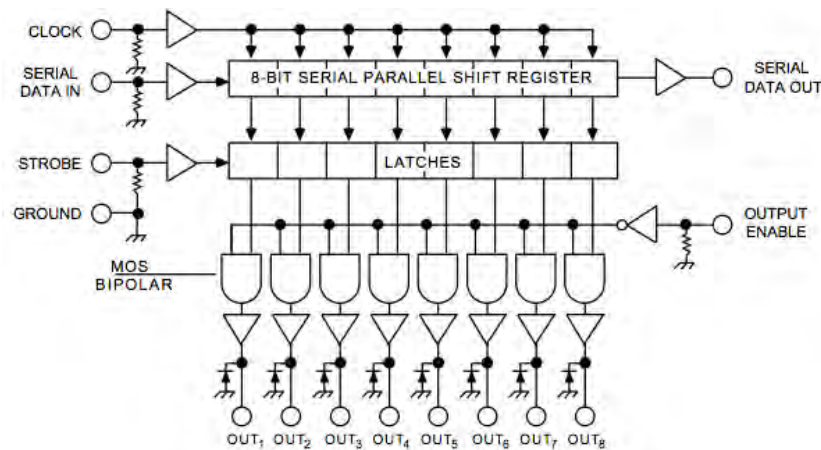 CLOCK
SERIAL
DATA IN
8-BIT SERIAL PARALLEL SHIFT REGISTER
SERIAL
DATA OUT
STROBE
LATCHES
GROUND
OUTPUT
ENABLE
MOS
BIPOLAR
OUT1 OUT2 OUT3 OUT4 OUT5 OUT6 OUT7 OUT8